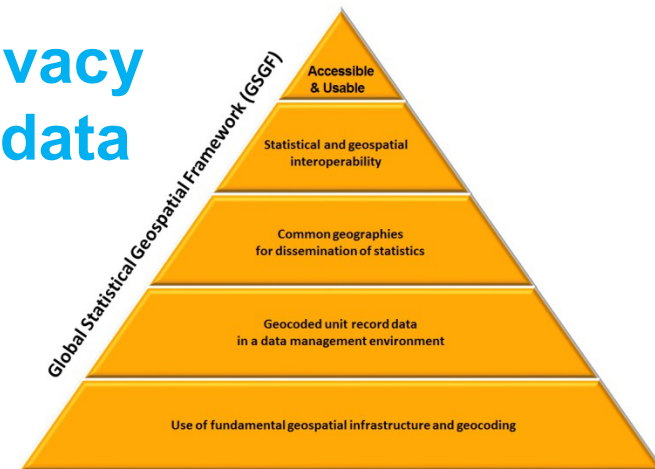 vacy
data
Global Statistical Geospatial Framework (GSGF)
Accessible
& Usable
Statistical and geospatial
interoperability
Common geographies
for dissemination of statistics
Geocoded unit record data
in a data management environment
Use of fundamental geospatial infrastructure and geocoding